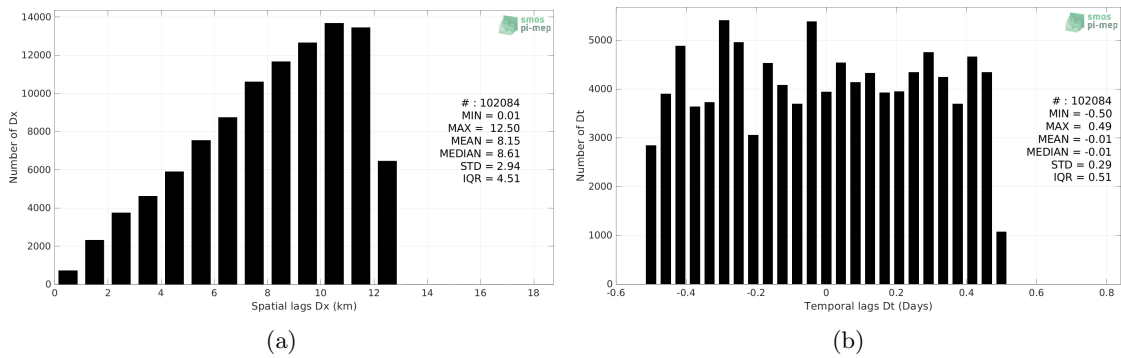 14000
12000
10000
8000
6000
4000
2000
0
Number of Dx
smos
pi-mep
# : 102084
MIN = 0.01
MAX = 12.50
MEAN = 8.15
MEDIAN = 8.61
STD = 2.94
IQR = 4.51
0 2 4 6 8 10 12 14 16 18
Spatial lags Dx (km)
(a)
5000
4000
3000
2000
1000
0
Number of Dt
smos
pi-mep
# : 102084
MIN = -0.50
MAX = 0.49
MEAN = -0.01
MEDIAN = -0.01
STD = 0.29
IQR = 0.51
-0.6 -0.4 -0.2 0 0.2 0.4 0.6 0.8
Temporal lags Dt (Days)
(b)